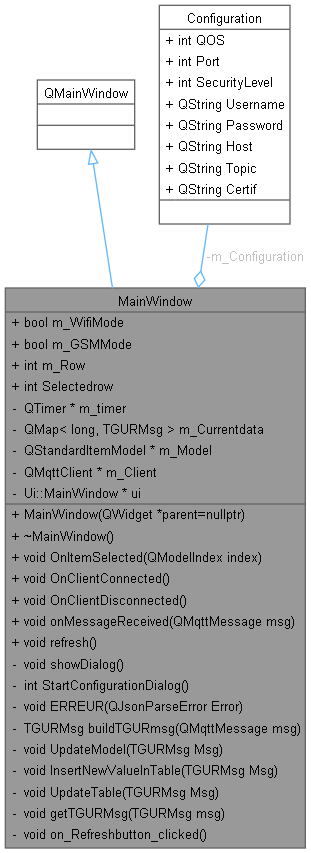 Configuration
+ int QOS
+ int Port
+ int SecurityLevel
+ QString Username
+ QString Password
+ QString Host
+ QString Topic
+ QString Certif
QMainWindow
-m_Configuration
MainWindow
+ bool m_WifiMode
+ bool m_GSMMode
+ int m_Row
+ int Selectedrow
- QTimer * m_timer
- QMap< long, TGURMsg > m_Currentdata
- QStandardItemModel * m_Model
- QMqttClient * m_Client
- Ui::MainWindow * ui
+ MainWindow(QWidget *parent=nullptr)
+ ~MainWindow()
+ void OnItemSelected(QModelIndex index)
+ void OnClientConnected()
+ void OnClientDisconnected()
+ void onMessageReceived(QMqttMessage msg)
+ void refresh()
- void showDialog()
- int StartConfigurationDialog()
- void ERREUR(QJsonParseError Error)
- TGURMsg buildTGURmsg(QMqttMessage msg)
- void UpdateModel(TGURMsg Msg)
- void InsertNewValueInTable(TGURMsg Msg)
- void UpdateTable(TGURMsg Msg)
- void getTGURMsg(TGURMsg msg)
- void on_Refreshbutton_clicked()